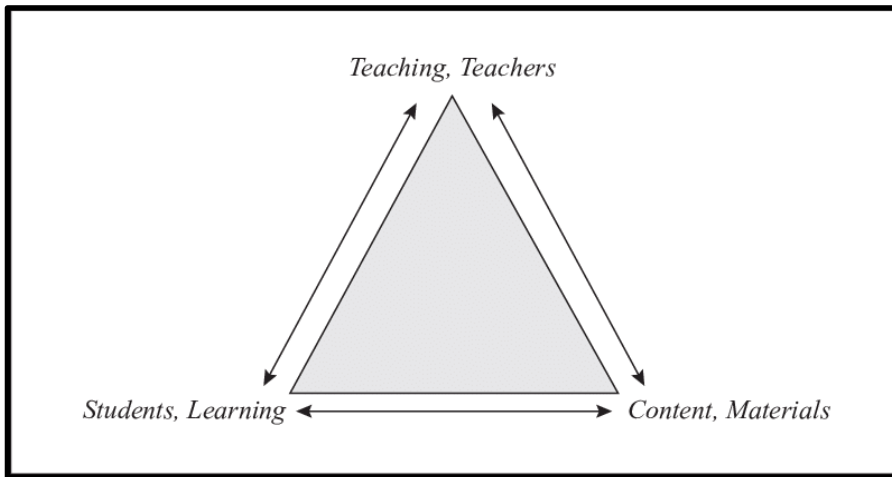 Teaching, Teachers
Students, Learning
Content, Materials